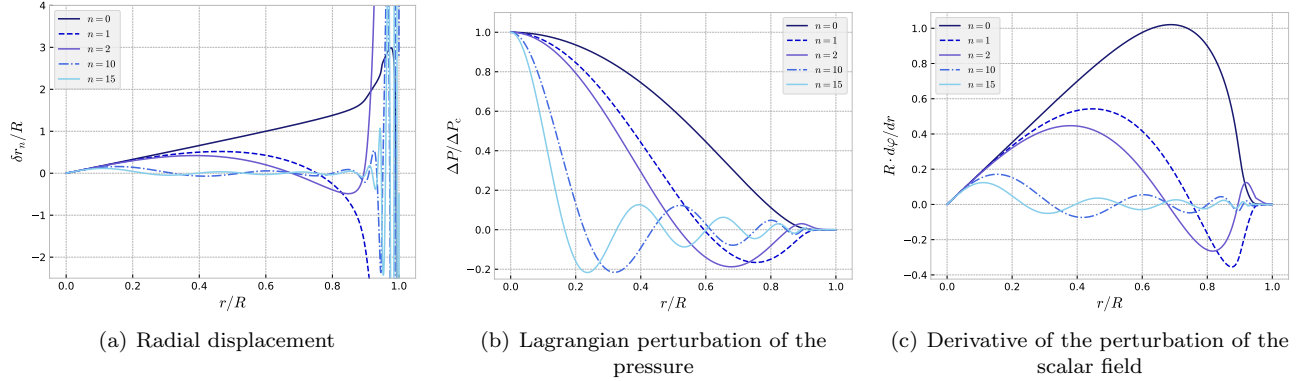 4
3
2
1
0
−1
−2
n = 0
n = 1
n = 2
n = 10
n = 15
δr_n/R
0.0 0.2 0.4 0.6 0.8 1.0
r/R
(a) Radial displacement
1.0
0.8
0.6
0.4
0.2
0.0
−0.2
n = 0
n = 1
n = 2
n = 10
n = 15
ΔP/ΔP_c
0.0 0.2 0.4 0.6 0.8 1.0
r/R
(b) Lagrangian perturbation of the
pressure
1.0
0.8
0.6
0.4
0.2
0.0
−0.2
−0.4
n = 0
n = 1
n = 2
n = 10
n = 15
R · dφ/dr
0.0 0.2 0.4 0.6 0.8 1.0
r/R
(c) Derivative of the perturbation of the
scalar field